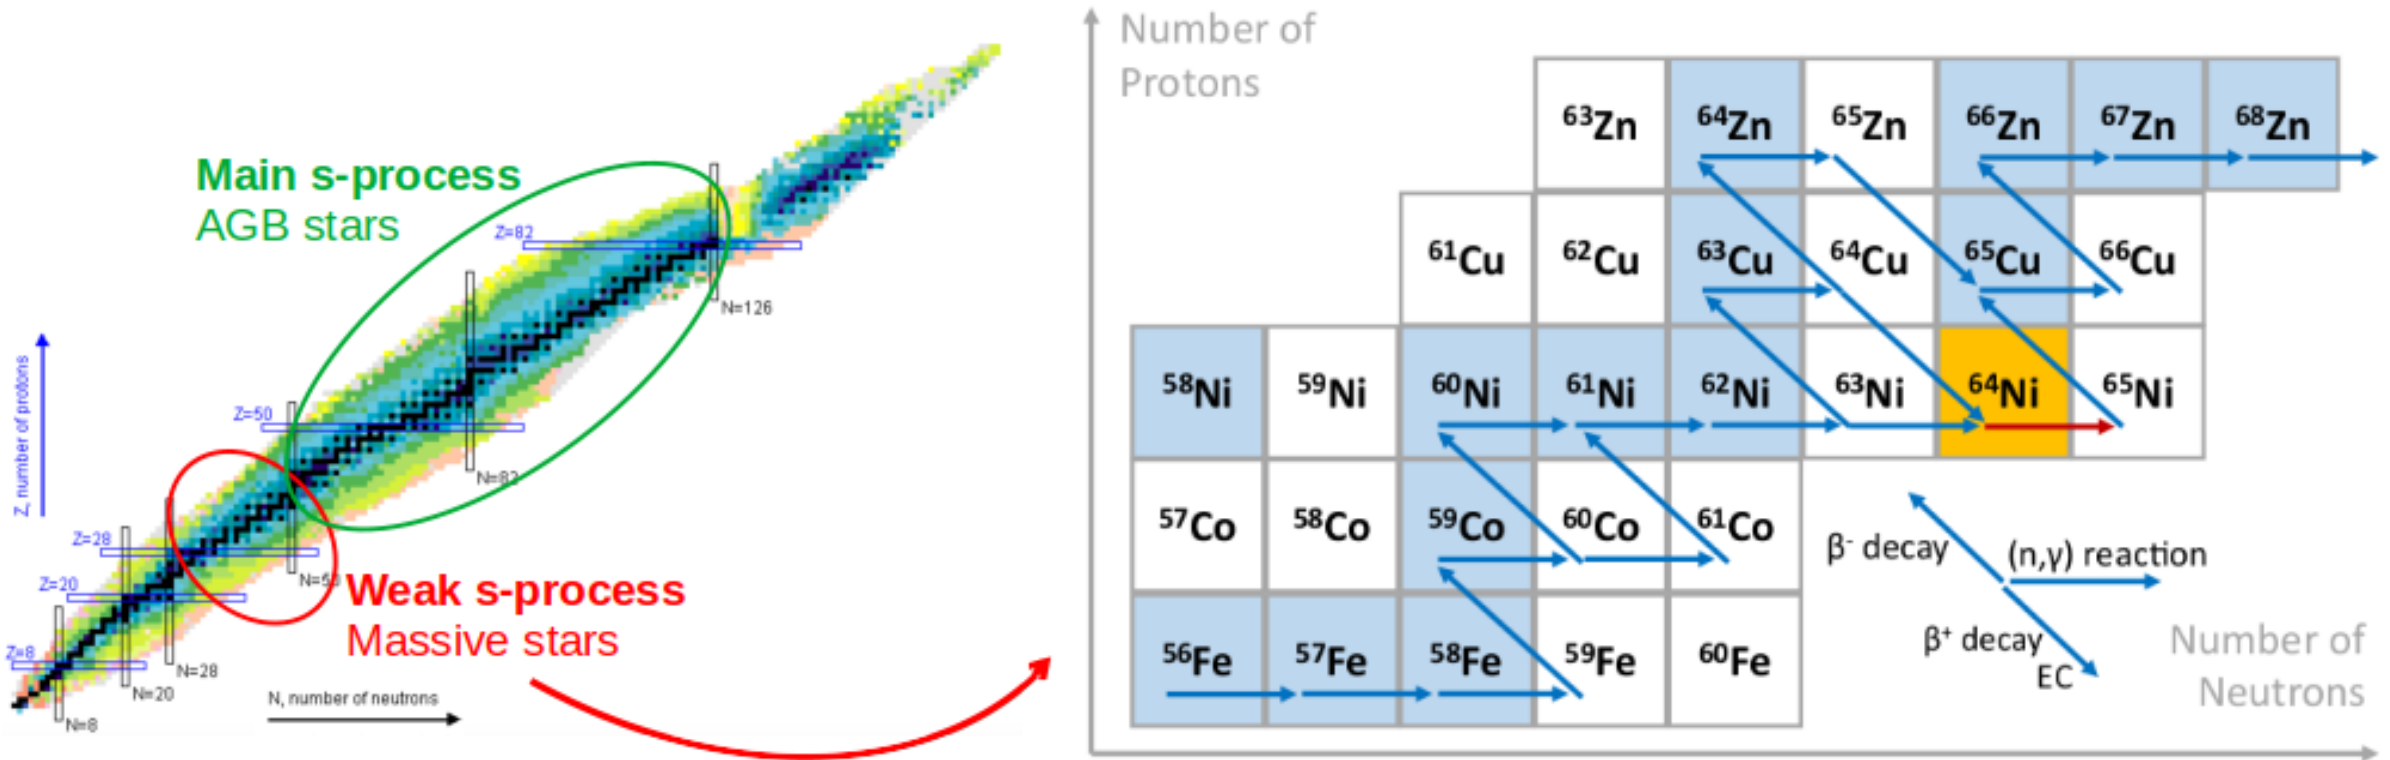 Main s-process
AGB stars
Z=82
N=126
Z=50
N=82
Z=28
N=50
Z=20
Weak s-process
Massive stars
Z=8
N=28
N=20
N=8
Z, number of protons
N, number of neutrons
Number of
Protons
⁶³Zn ⁶⁴Zn ⁶⁵Zn ⁶⁶Zn ⁶⁷Zn ⁶⁸Zn
⁶¹Cu ⁶²Cu ⁶³Cu ⁶⁴Cu ⁶⁵Cu ⁶⁶Cu
⁵⁸Ni ⁵⁹Ni ⁶⁰Ni ⁶¹Ni ⁶²Ni ⁶³Ni ⁶⁴Ni ⁶⁵Ni
⁵⁷Co ⁵⁸Co ⁵⁹Co ⁶⁰Co ⁶¹Co
⁵⁶Fe ⁵⁷Fe ⁵⁸Fe ⁵⁹Fe ⁶⁰Fe
β⁻ decay
(n,γ) reaction
β⁺ decay
EC
Number of
Neutrons